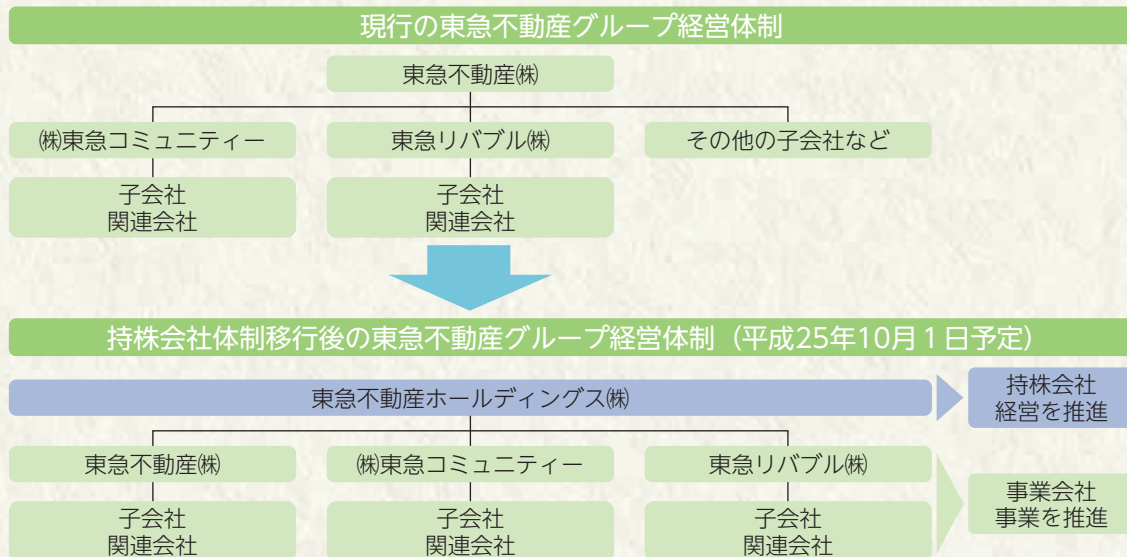 現行の東急不動産グループ経営体制
東急不動産㈱
㈱東急コミュニティー
東急リバブル㈱
その他の子会社など
子会社
関連会社
子会社
関連会社
持株会社体制移行後の東急不動産グループ経営体制（平成25年10月1日予定）
東急不動産ホールディングス㈱
持株会社
経営を推進
東急不動産㈱
㈱東急コミュニティー
東急リバブル㈱
子会社
関連会社
子会社
関連会社
子会社
関連会社
事業会社
事業を推進